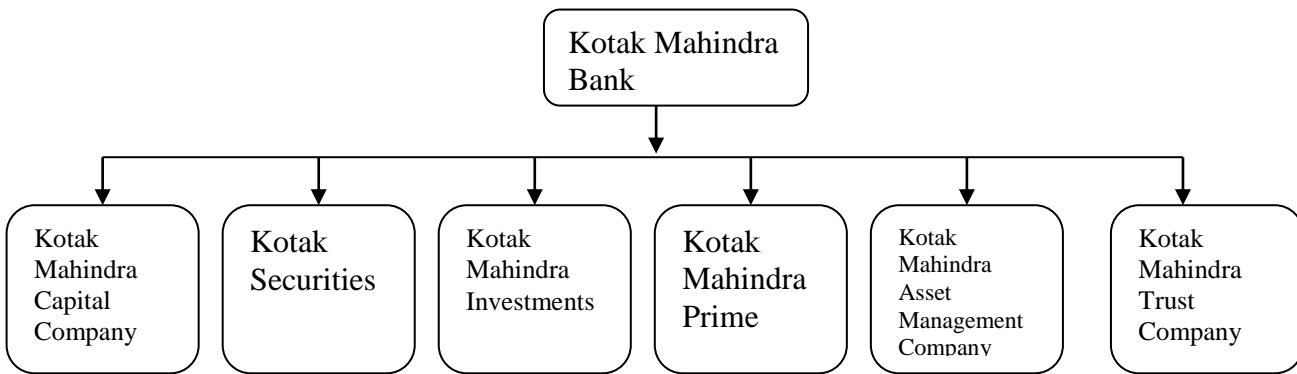 Kotak Mahindra
Bank
Kotak
Mahindra
Capital
Company
Kotak
Securities
Kotak
Mahindra
Investments
Kotak
Mahindra
Prime
Kotak
Mahindra
Asset
Management
Company
Kotak
Mahindra
Trust
Company